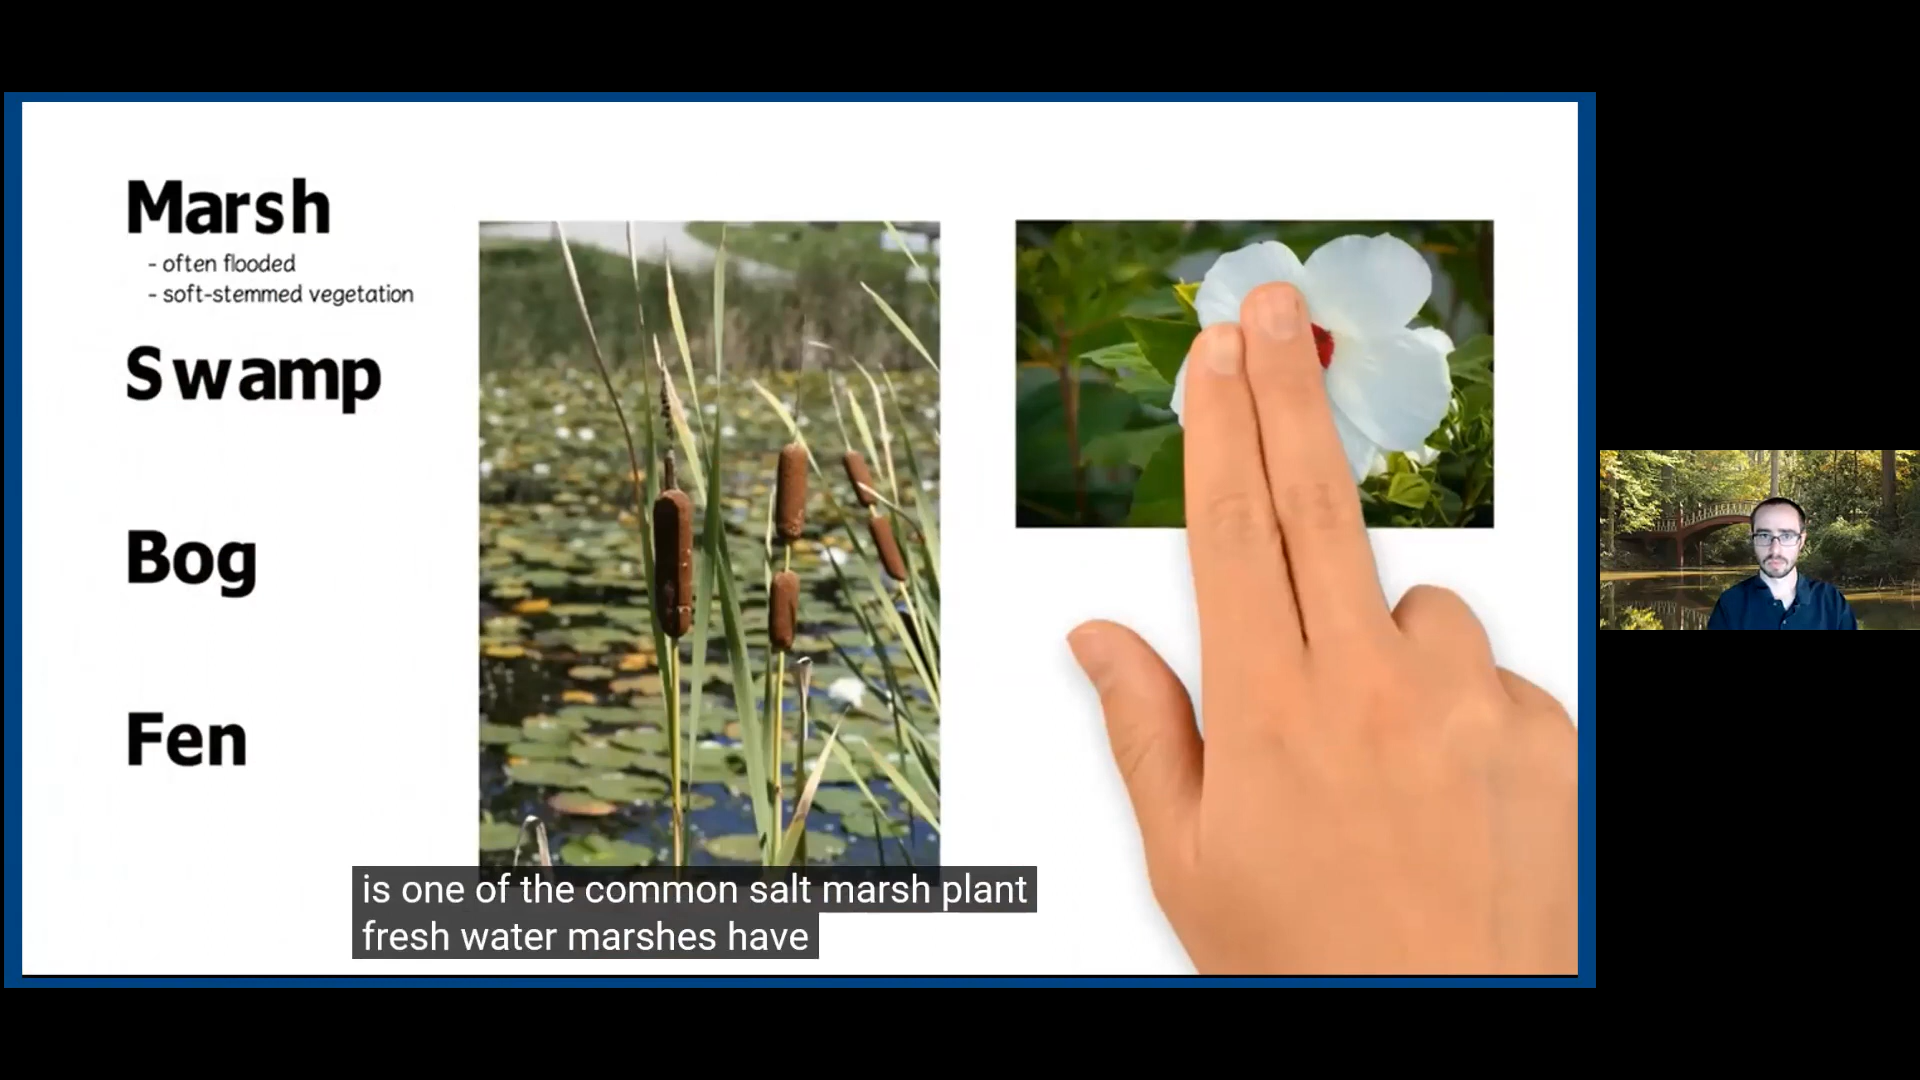 Marsh
- often flooded
- soft-stemmed vegetation
Swamp
Bog
Fen
is one of the common salt marsh plant
fresh water marshes have